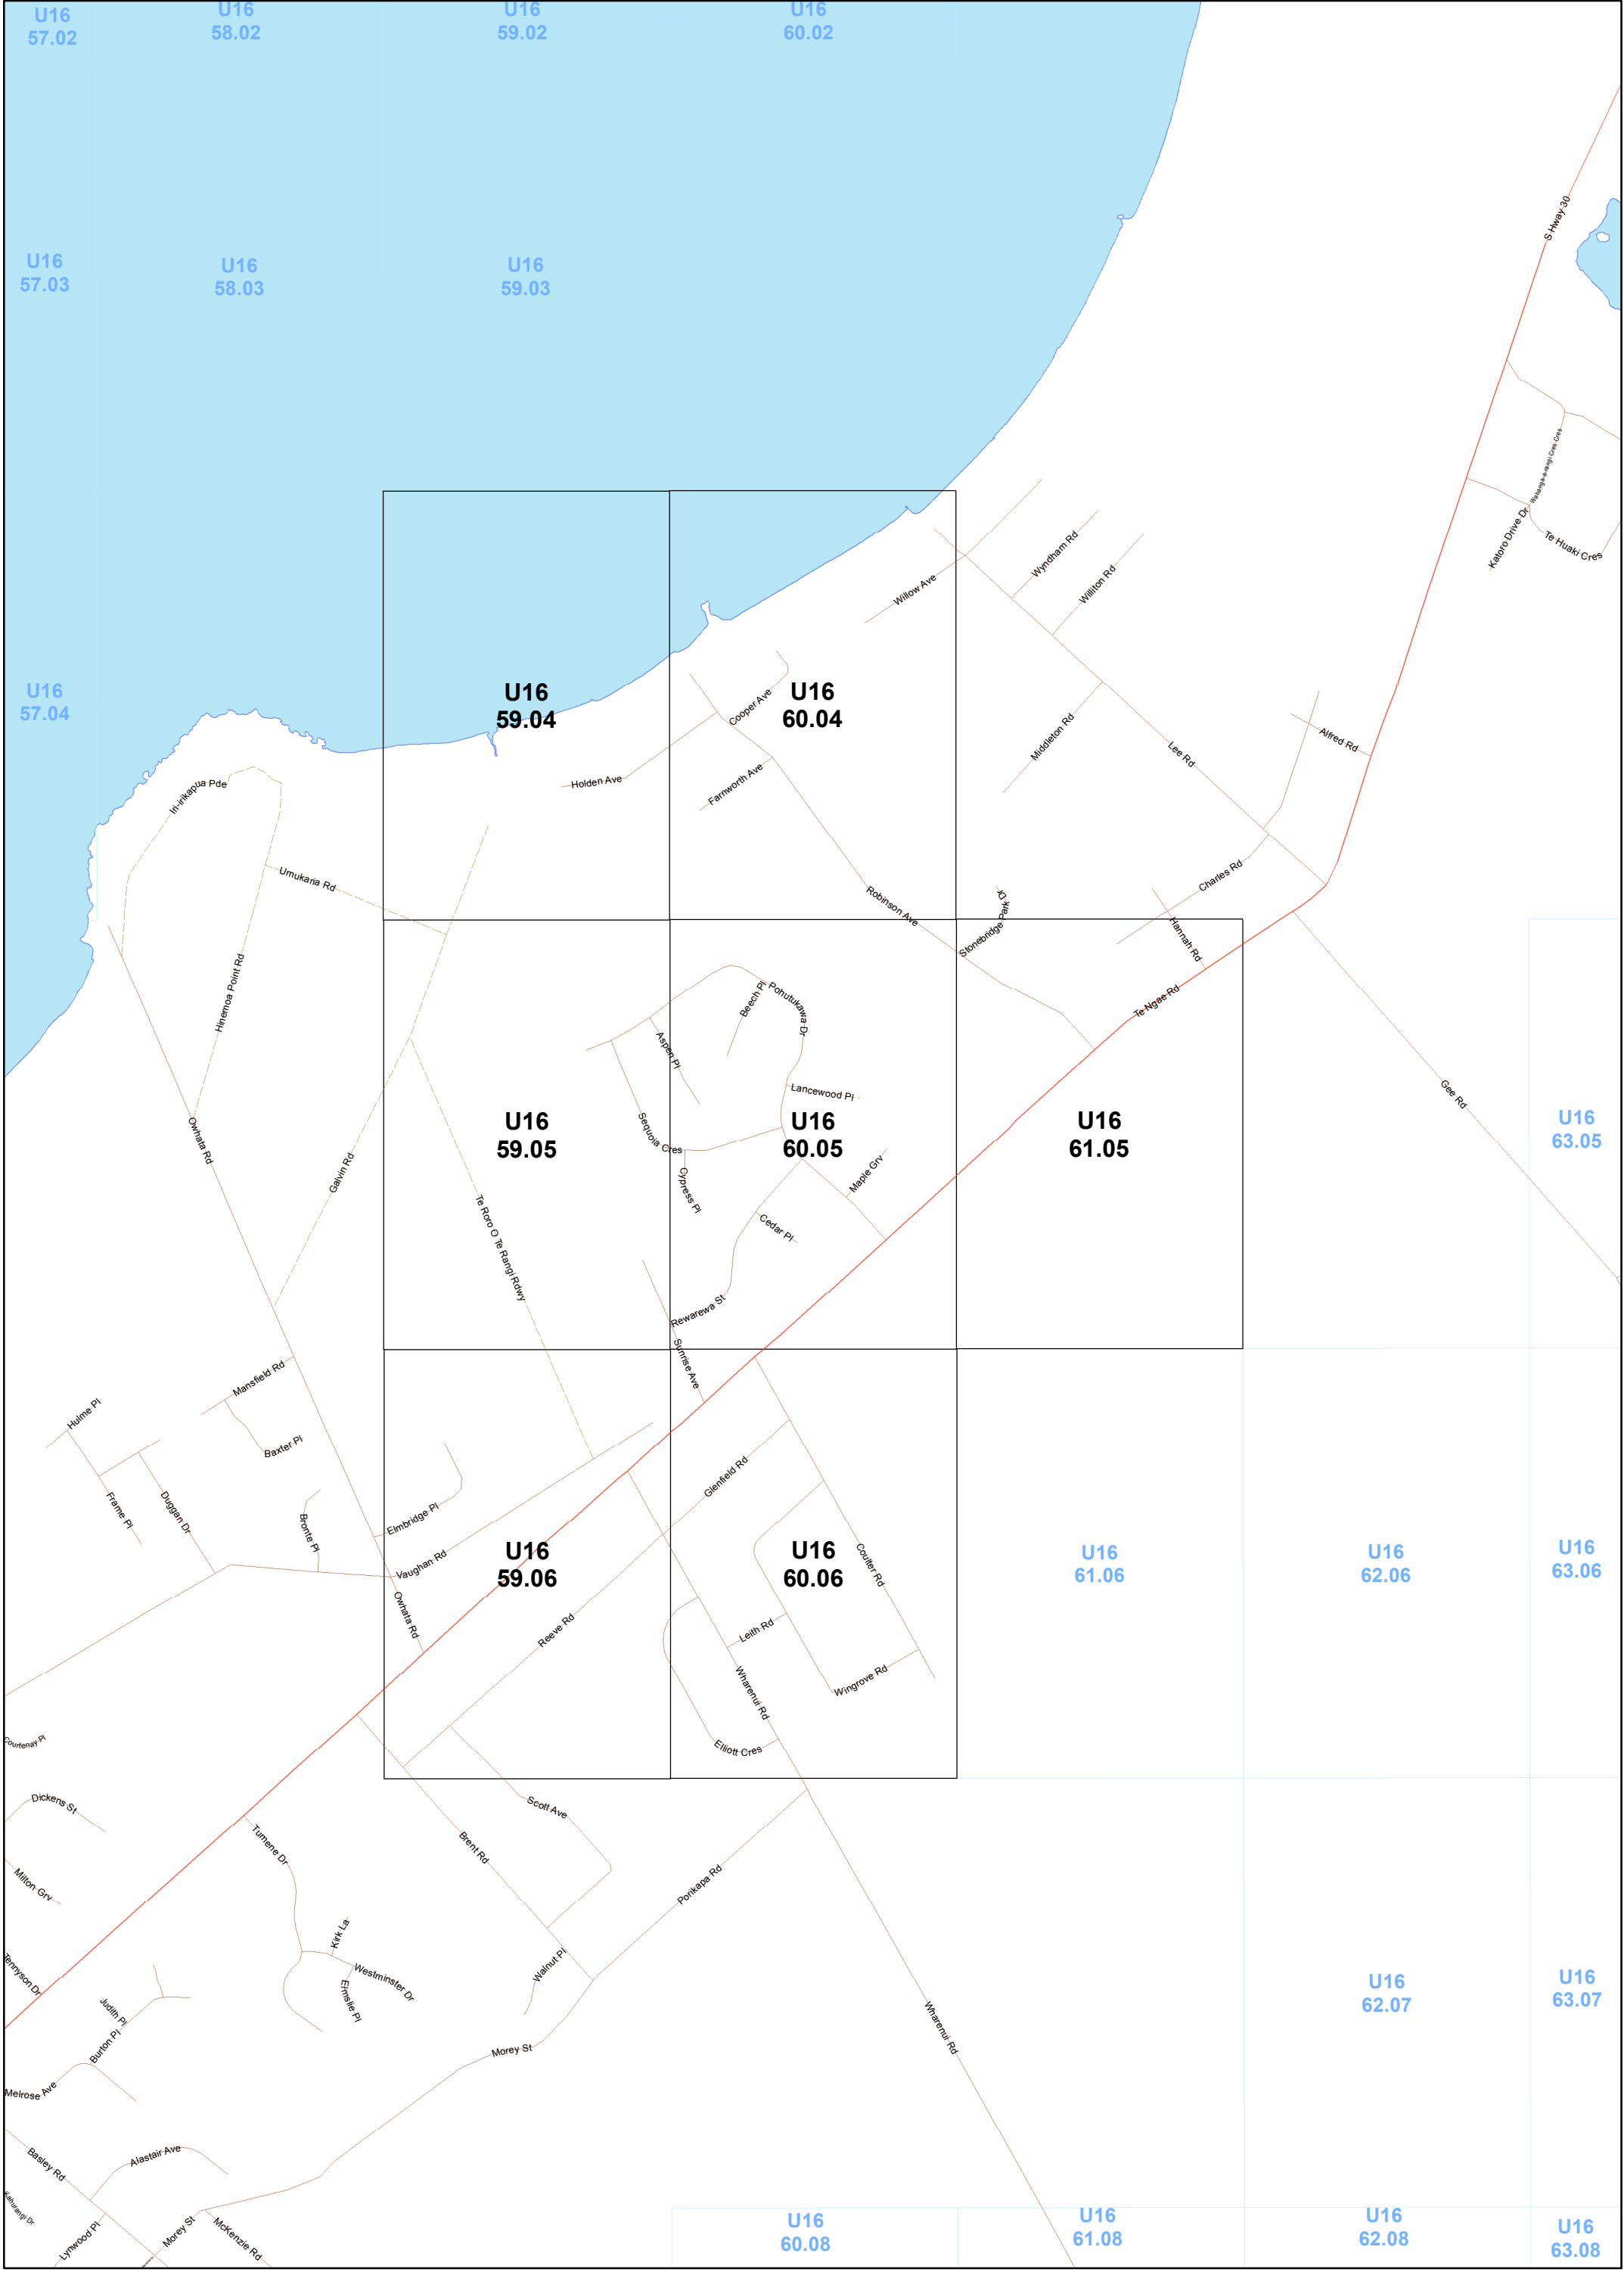 U16
57.02
U16
58.02
U16
59.02
U16
60.02
S Hway 30
U16
57.03
U16
58.03
U16
59.03
Te Huaki Cres
Katoro Drive Dr
Wyndham Rd
Williton Rd
Willow Ave
U16
57.04
U16
59.04
U16
60.04
Cooper Ave
Middleton Rd
Lee Rd
Alfred Rd
Holden Ave
Farnworth Ave
Iri-irikapua Pde
Umukaria Rd
Charles Rd
Robinson Ave
Stonebridge Park Dr
Hannah Rd
Hinemoa Point Rd
Beech Pl
Pohutukawa Dr
Te Ngae Rd
Aspen Pl
Lancewood Pl
Gee Rd
Owhata Rd
U16
59.05
Sequoia Cres
U16
60.05
U16
61.05
U16
63.05
Galvin Rd
Cypress Pl
Maple Grv
Te Roro O Te Rangi Rdwy
Cedar Pl
Rewarewa St
Sunrise Ave
Mansfield Rd
Hulme Pl
Baxter Pl
Glenfield Rd
Frame Pl
Duggan Dr
Bronte Pl
Elmbridge Pl
Vaughan Rd
U16
59.06
U16
60.06
Coulter Rd
U16
61.06
U16
62.06
U16
63.06
Owhata Rd
Reeve Rd
Leith Rd
Wharenui Rd
Wingrove Rd
Courtenay Pl
Elliott Cres
Dickens St
Scott Ave
Tumene Dr
Brent Rd
Porikapa Rd
Milton Grv
Kirk La
Walnut Pl
Westminster Dr
Elmslie Pl
Tennyson Dr
U16
62.07
U16
63.07
Judith Pl
Burton Pl
Wharenui Rd
Morey St
Melrose Ave
Alastair Ave
Basley Rd
Kahurangi Dr
Lynwood Pl
Morey St
McKenzie Rd
U16
60.08
U16
61.08
U16
62.08
U16
63.08